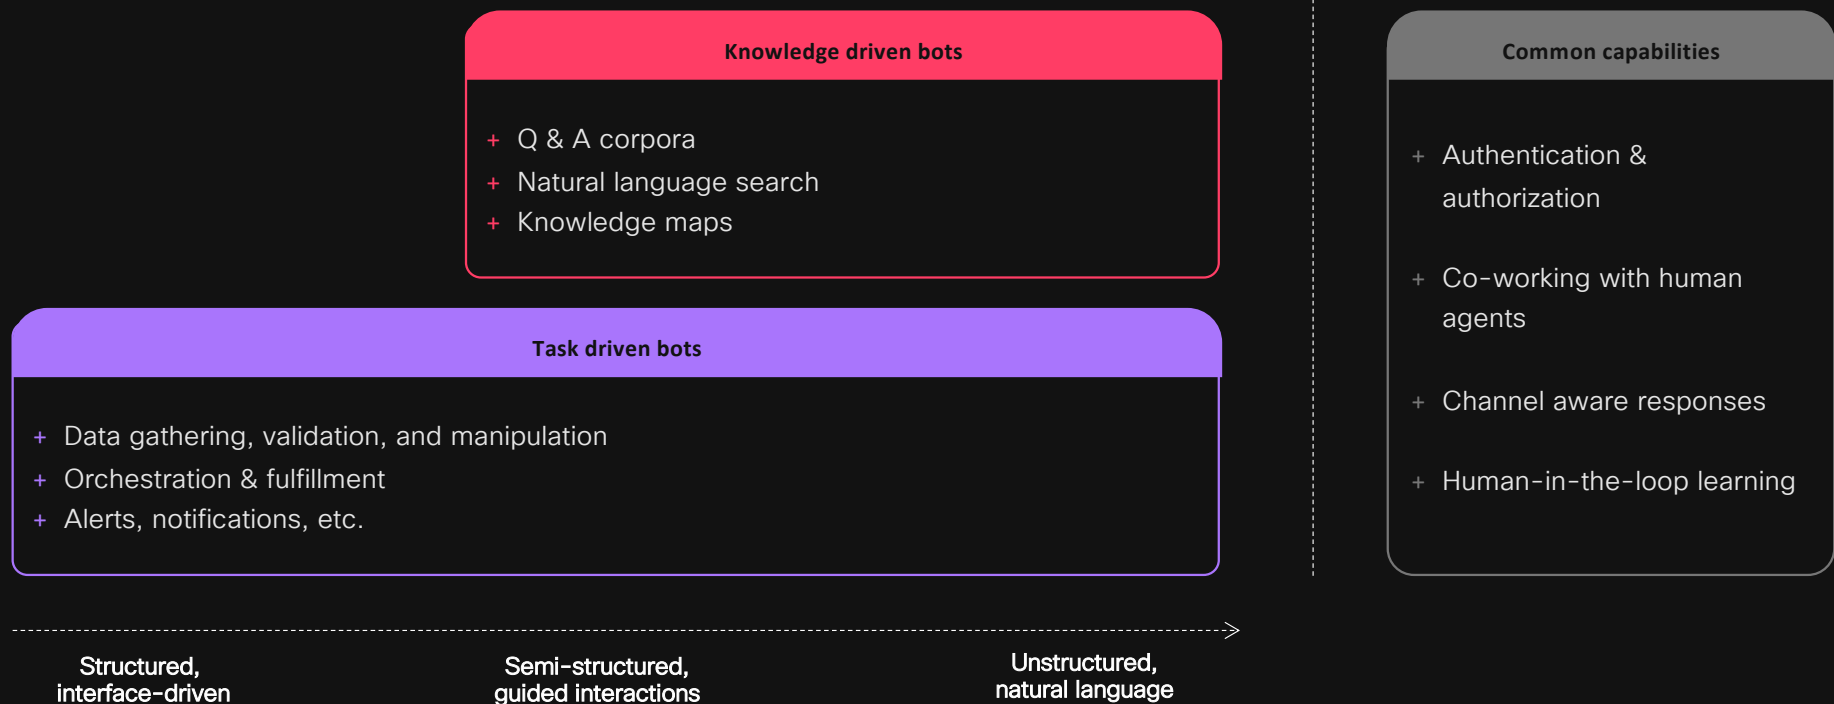 Knowledge driven bots
+ Q & A corpora
+ Natural language search
+ Knowledge maps
Task driven bots
+ Data gathering, validation, and manipulation
+ Orchestration & fulfillment
+ Alerts, notifications, etc.
Common capabilities
+ Authentication &
authorization
+ Co-working with human
agents
+ Channel aware responses
+ Human-in-the-loop learning
Structured,
interface-driven
Semi-structured,
guided interactions
Unstructured,
natural language